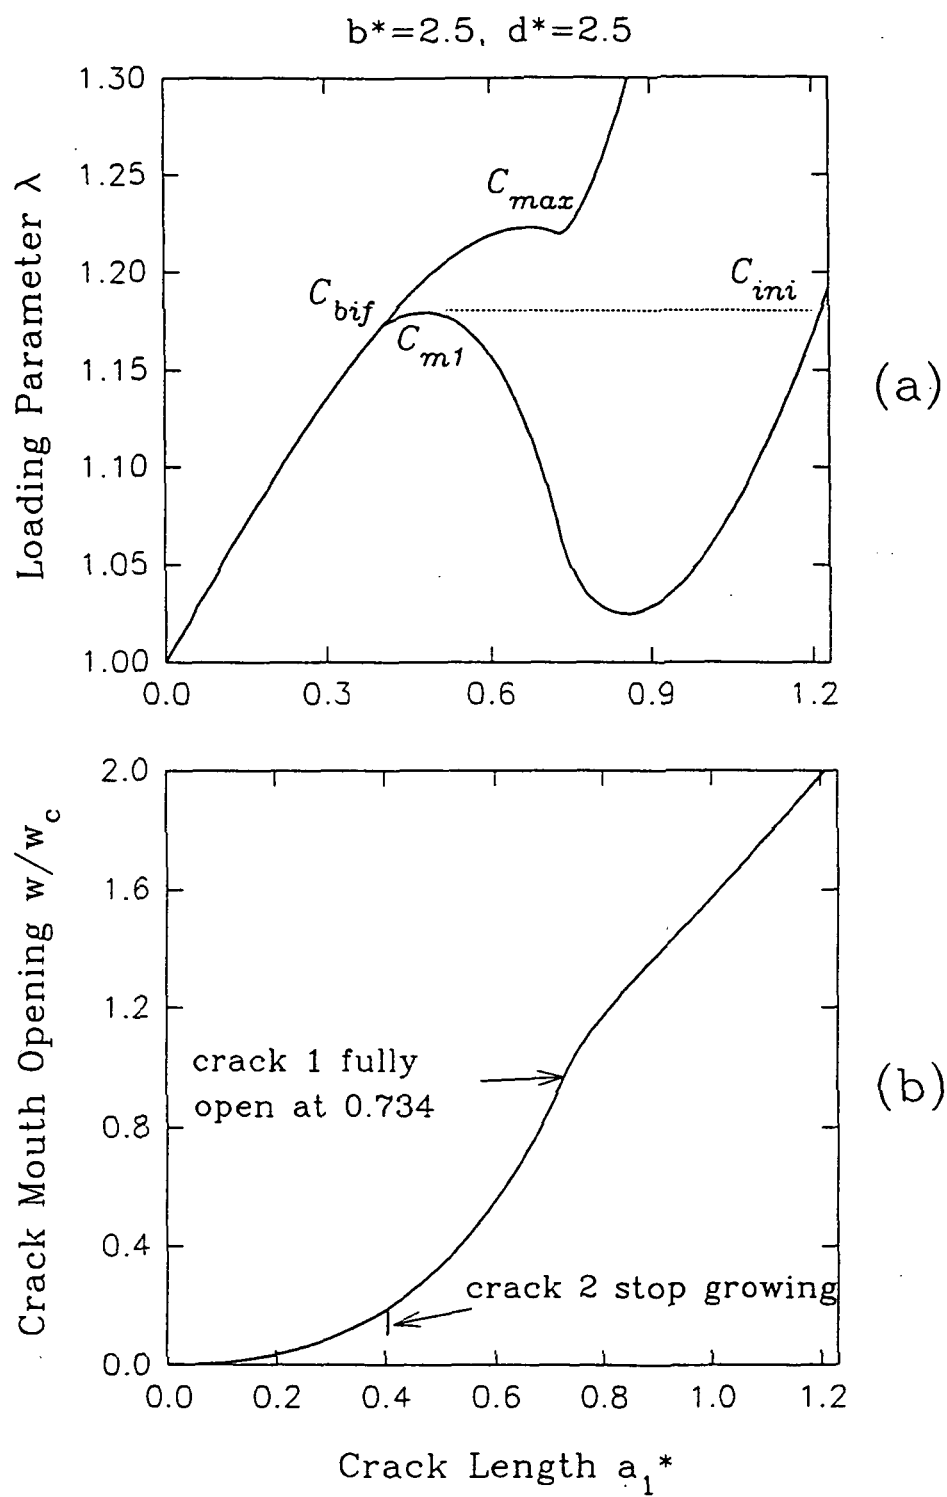 b*=2.5, d*=2.5
1.30
1.25
1.20
1.15
1.10
1.05
1.00
Loading Parameter λ
C_max
C_bif
C_m1
C_ini
(a)
0.0 0.3 0.6 0.9 1.2
2.0
1.6
1.2
0.8
0.4
0.0
Crack Mouth Opening w/w_c
crack 1 fully
open at 0.734
crack 2 stop growing
(b)
0.0 0.2 0.4 0.6 0.8 1.0 1.2
Crack Length a_1*